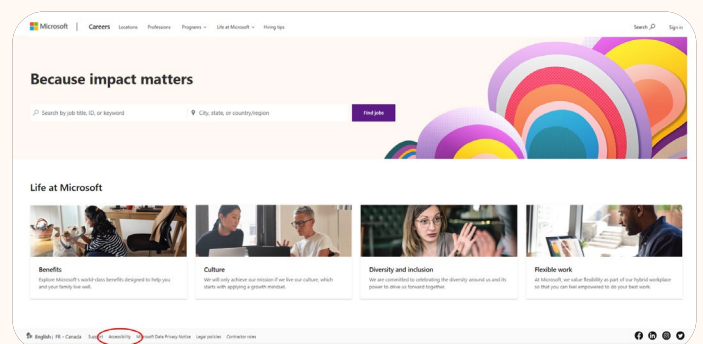 Microsoft | Careers Locations Professions Programs Life at Microsoft Hiring tips Search Sign in
Because impact matters
Search by job title, ID, or keyword City, state, or country/region Find jobs
Life at Microsoft
Benefits
Explore Microsoft's world-class benefits designed to help you
and your family live well.
Culture
We will only achieve our mission if we live our culture, which
starts with applying a growth mindset.
Diversity and inclusion
We are committed to celebrating the diversity around us and its
power to drive us forward together.
Flexible work
At Microsoft, we value flexibility as part of our hybrid workplace
so that you can feel empowered to do your best work.
English | FR - Canada Support Accessibility Microsoft Data Privacy Notice Legal policies Contractor roles